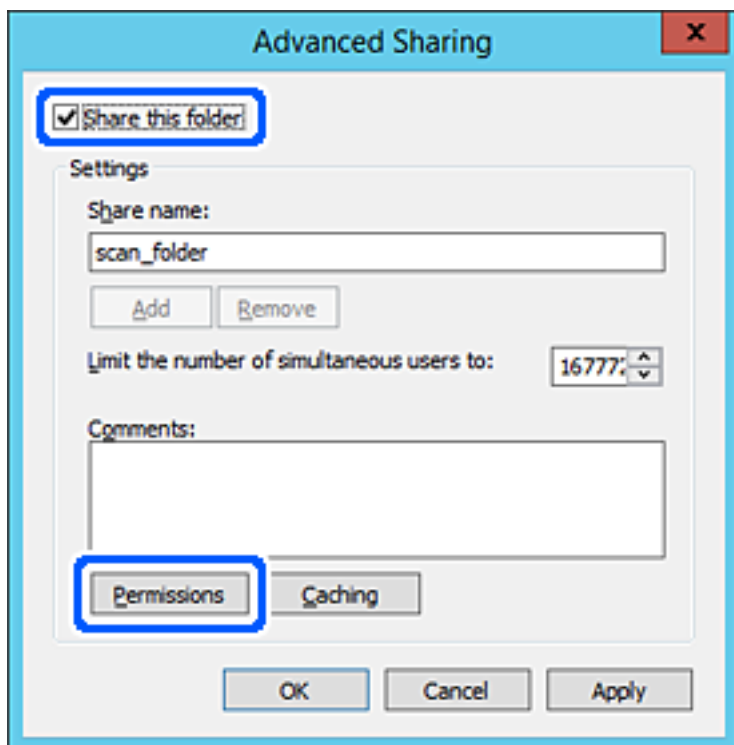 Advanced Sharing
x
Share this folder
Settings
Share name:
scan_folder
Add Remove
Limit the number of simultaneous users to: 167772
Comments:
Permissions Caching
OK Cancel Apply